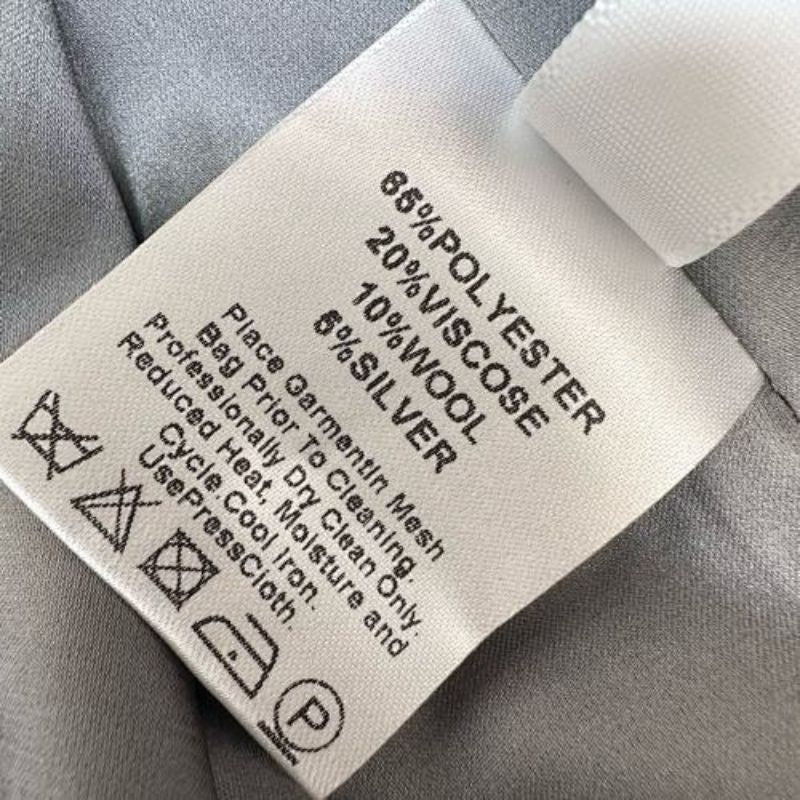 65%POLYESTER
20%VISCOSE
10%WOOL
5%SILVER
Place GarmentIn Mesh
Bag Prior To Cleaning.
Professionally Dry Clean Only.
Reduced Heat, Moisture and
Cycle.Cool Iron.
UsePressCloth.
P